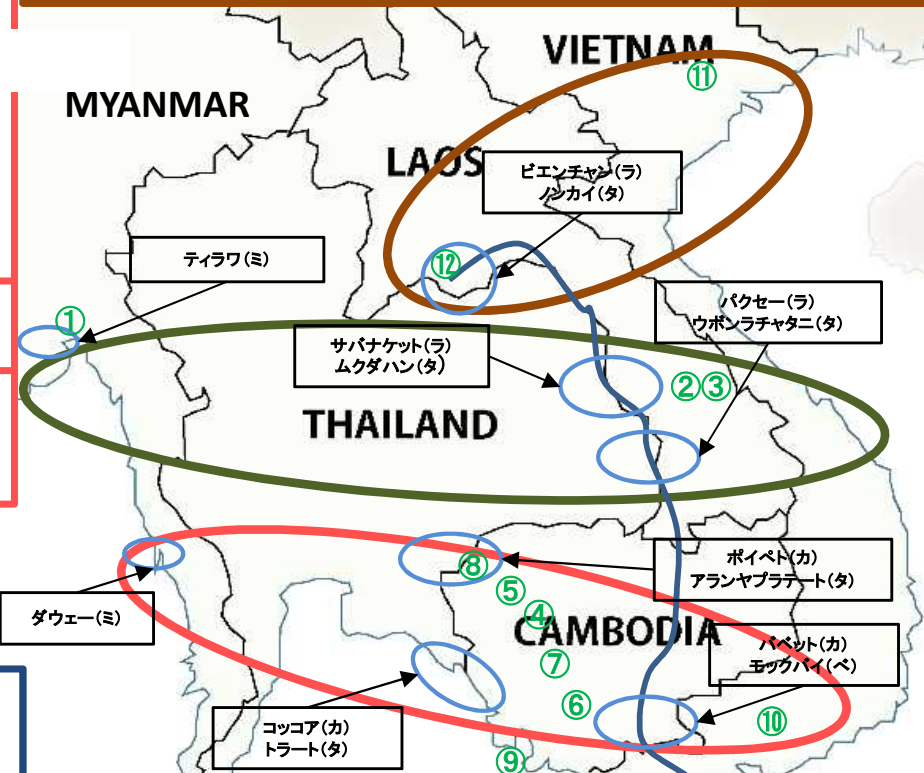 VIETNAM
⑪
MYANMAR
LAOS
ビエンチャン(ラ)
ノンカイ(タ)
ティラワ(ミ)
⑫
①
パクセー(ラ)
ウボンラチャタニ(タ)
サバナケット(ラ)
ムクダハン(タ)
②③
THAILAND
⑧
ポイペト(カ)
アランヤプラテート(タ)
⑤
④
ダウェー(ミ)
CAMBODIA
バベット(カ)
モックバイ(ベ)
⑦
⑥
⑩
コッコア(カ)
トラート(タ)
⑨